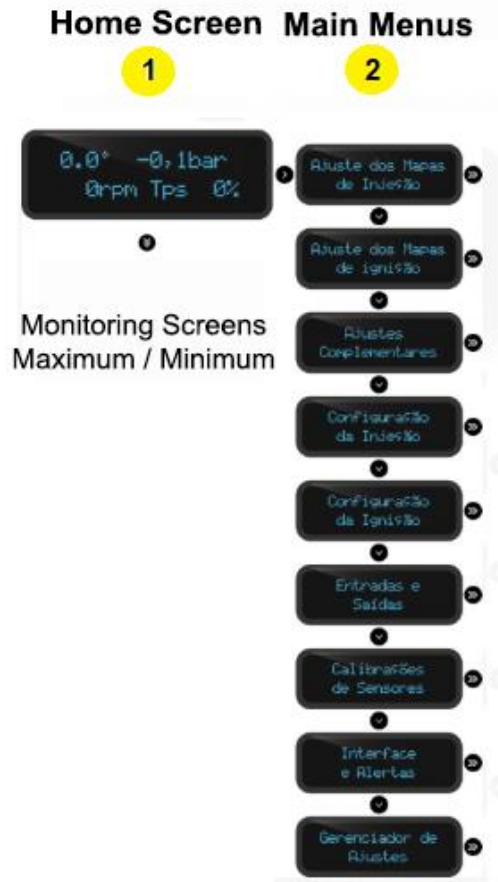 Home Screen
Main Menus
1
2
0.0° -0,1bar
0rpm Tps 0%
Monitoring Screens
Maximum / Minimum
Ajuste dos Mapas
de Injeção
Ajuste dos Mapas
de ignição
Ajustes
Complementares
Configuração
da Injeção
Configuração
da Ignição
Entradas e
Saídas
Calibrações
de Sensores
Interface
e Alertas
Gerenciador de
Ajustes